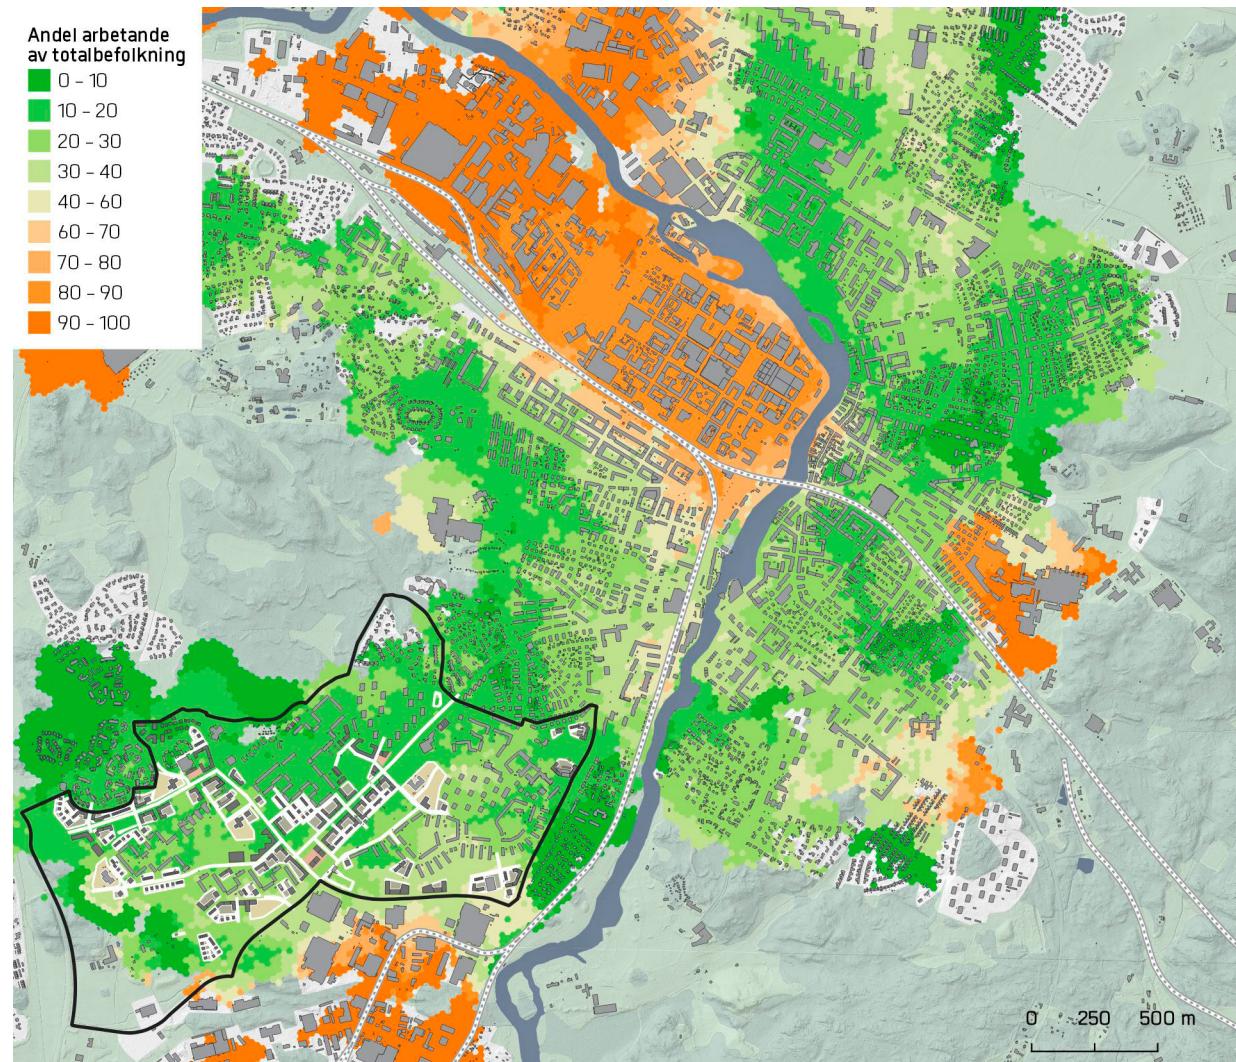 Andel arbetande
av totalbefolkning
0 – 10
10 – 20
20 – 30
30 – 40
40 – 60
60 – 70
70 – 80
80 – 90
90 – 100
0 250 500 m